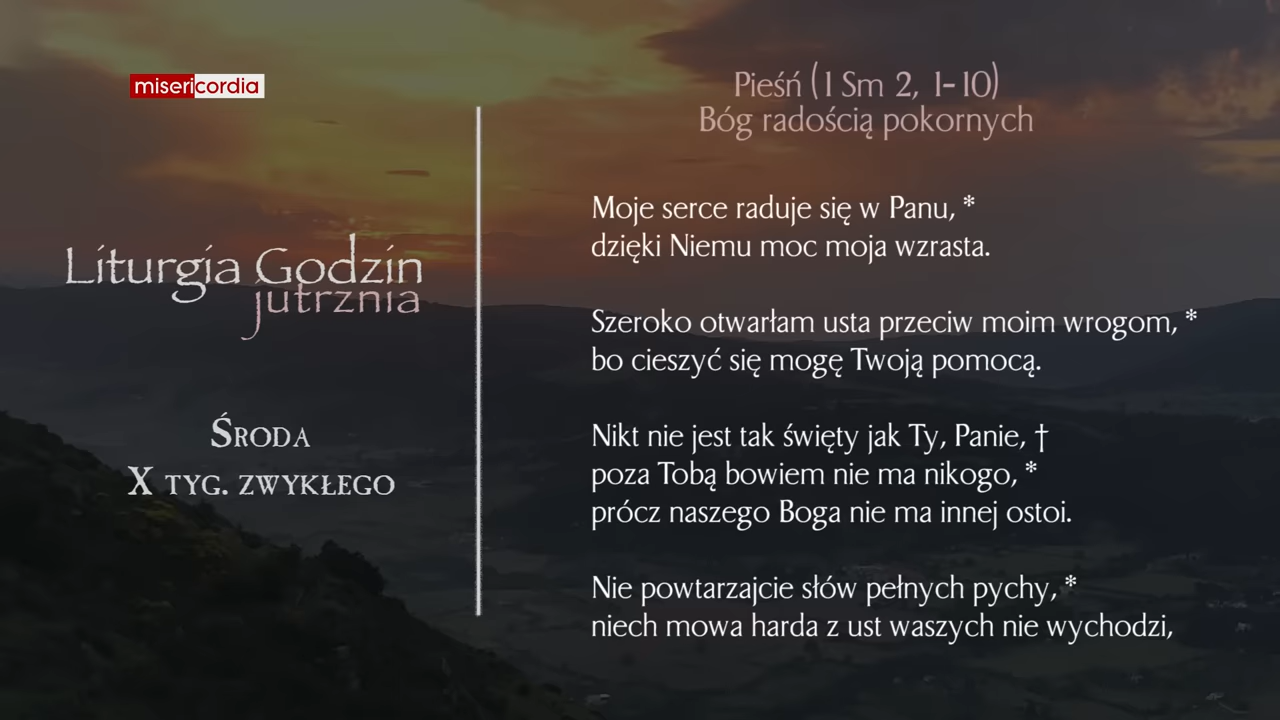 misericordia
Liturgia Godzin
jutrznia
Środa
X tyg. zwykłego
Pieśń (1 Sm 2, 1-10)
Bóg radością pokornych
Moje serce raduje się w Panu, *
dzięki Niemu moc moja wzrasta.
Szeroko otwarłam usta przeciw moim wrogom, *
bo cieszyć się mogę Twoją pomocą.
Nikt nie jest tak święty jak Ty, Panie, †
poza Tobą bowiem nie ma nikogo, *
prócz naszego Boga nie ma innej ostoi.
Nie powtarzajcie słów pełnych pychy, *
niech mowa harda z ust waszych nie wychodzi,